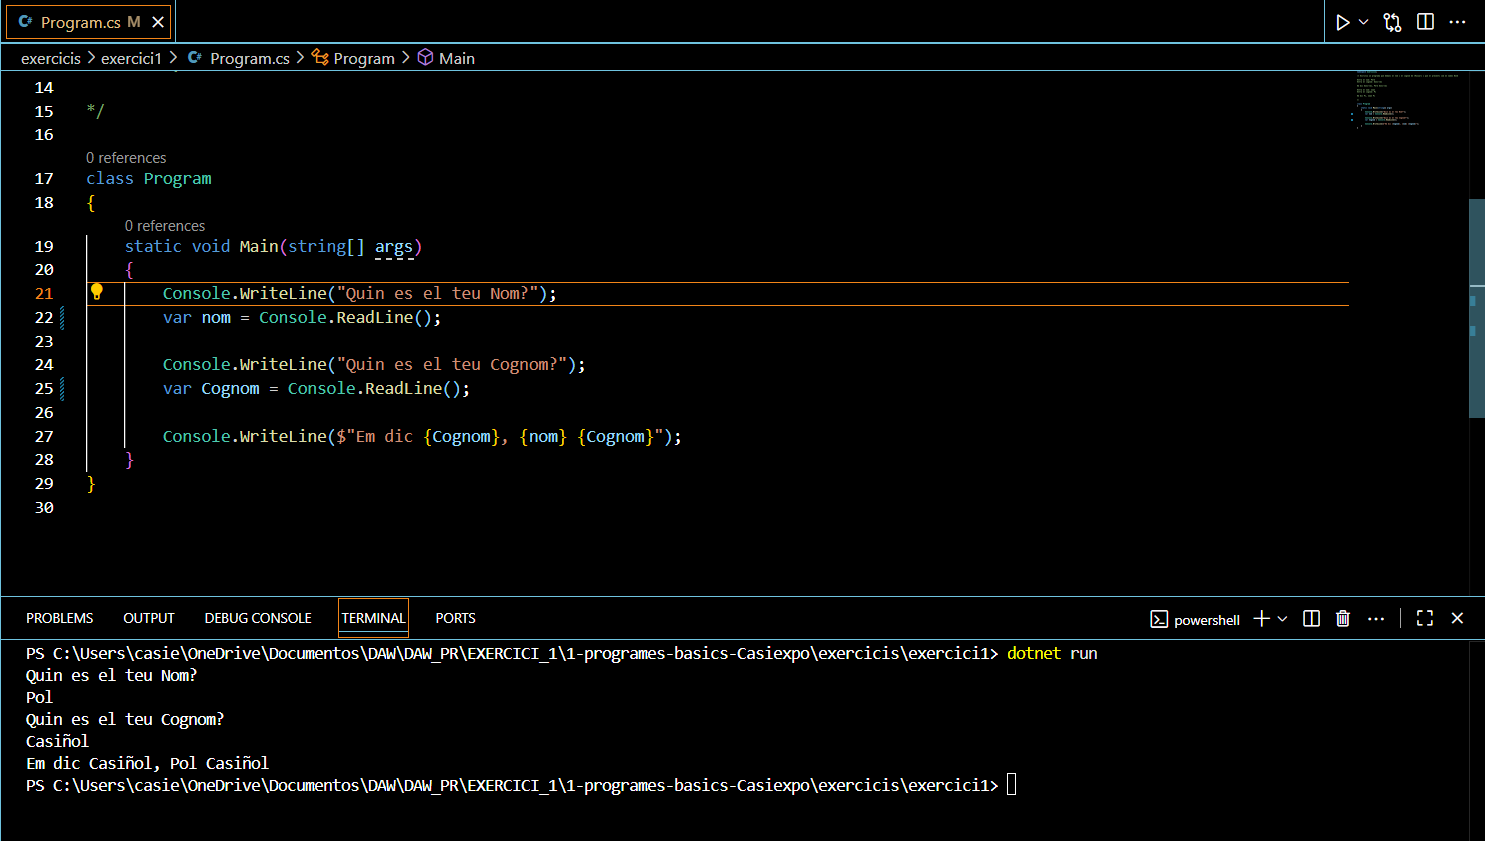 C# Program.cs M
exercicis > exercici1 > C# Program.cs > Program > Main
14
15 */
16
0 references
17 class Program
18 {
0 references
19 static void Main(string[] args)
20 {
21 Console.WriteLine("Quin es el teu Nom?");
22 var nom = Console.ReadLine();
23
24 Console.WriteLine("Quin es el teu Cognom?");
25 var Cognom = Console.ReadLine();
26
27 Console.WriteLine($"Em dic {Cognom}, {nom} {Cognom}");
28 }
29 }
30
PROBLEMS OUTPUT DEBUG CONSOLE TERMINAL PORTS powershell
PS C:\Users\casie\OneDrive\Documentos\DAW\DAW_PR\EXERCICI_1\1-programes-basics-Casiexpo\exercicis\exercici1> dotnet run
Quin es el teu Nom?
Pol
Quin es el teu Cognom?
Casiñol
Em dic Casiñol, Pol Casiñol
PS C:\Users\casie\OneDrive\Documentos\DAW\DAW_PR\EXERCICI_1\1-programes-basics-Casiexpo\exercicis\exercici1>